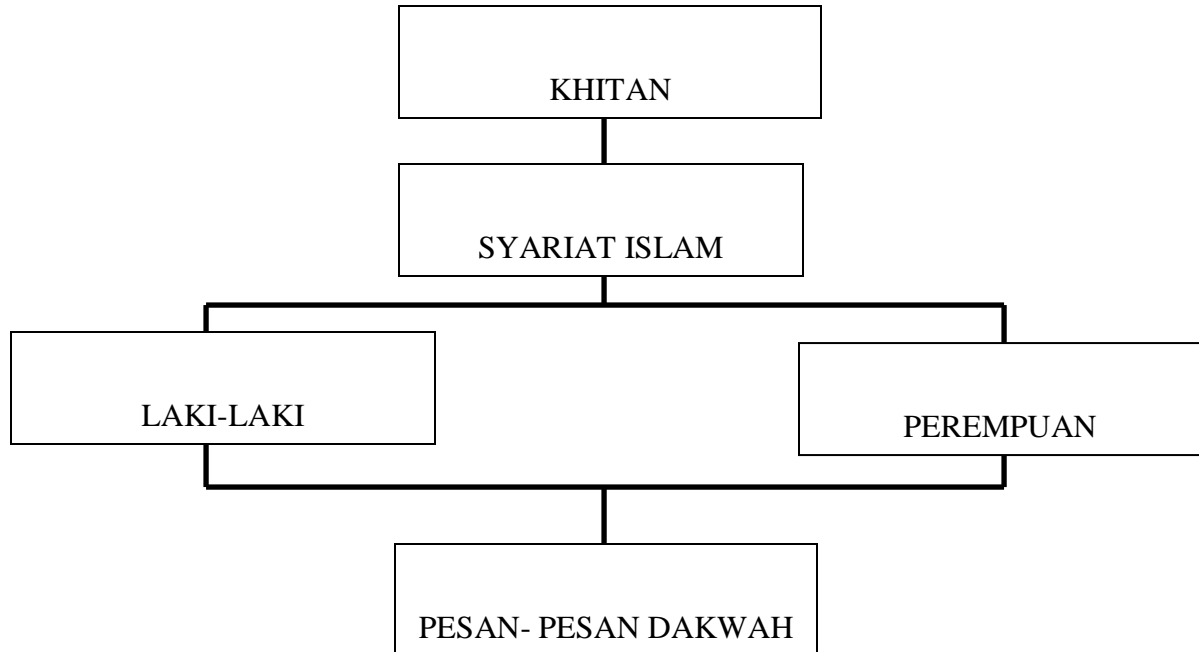 KHITAN
SYARIAT ISLAM
LAKI-LAKI
PEREMPUAN
PESAN- PESAN DAKWAH